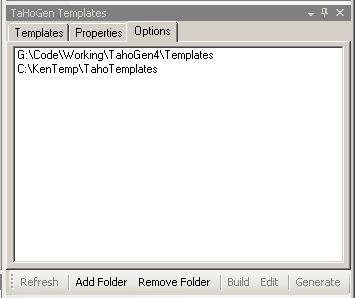 TaHoGen Templates
Templates Properties Options
G:\Code\Working\TahoGen4\Templates
C:\KenTemp\TahoTemplates
Refresh Add Folder Remove Folder Build Edit Generate